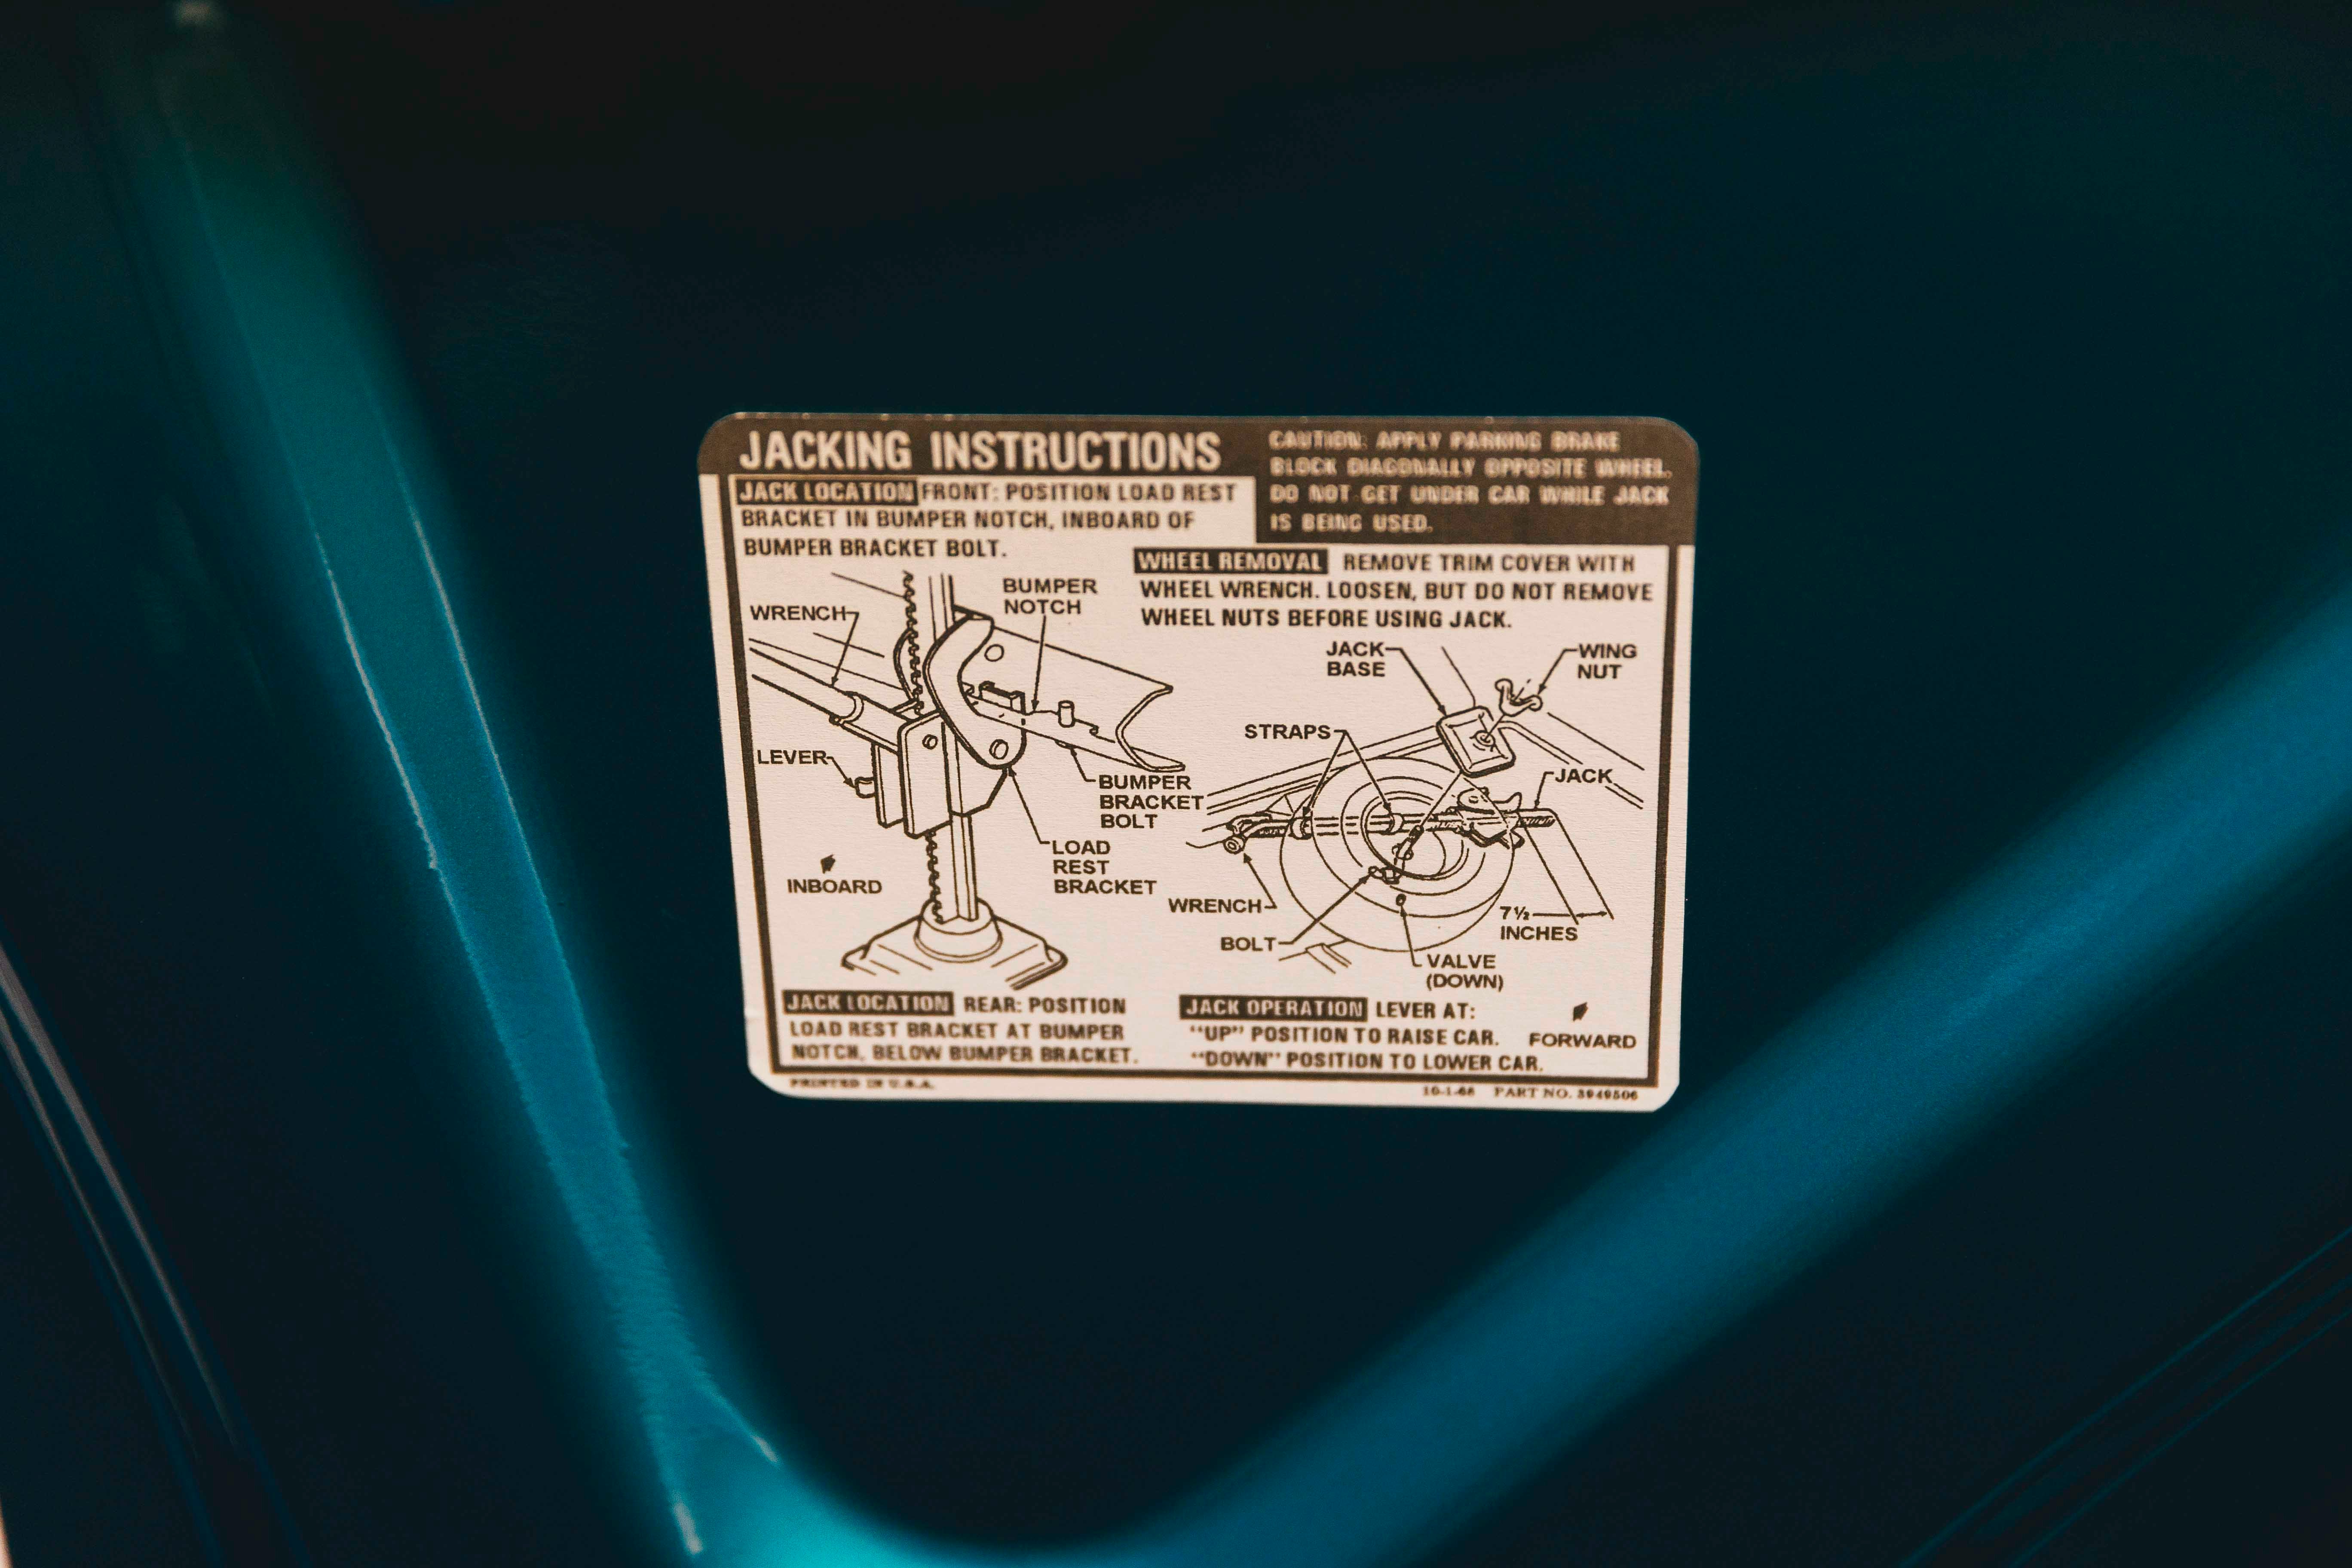 JACKING INSTRUCTIONS
CAUTION: APPLY PARKING BRAKE
BLOCK DIAGONALLY OPPOSITE WHEEL.
DO NOT GET UNDER CAR WHILE JACK
IS BEING USED.
JACK LOCATION FRONT: POSITION LOAD REST
BRACKET IN BUMPER NOTCH, INBOARD OF
BUMPER BRACKET BOLT.
WHEEL REMOVAL REMOVE TRIM COVER WITH
WHEEL WRENCH. LOOSEN, BUT DO NOT REMOVE
WHEEL NUTS BEFORE USING JACK.
WRENCH
BUMPER
NOTCH
LEVER
BUMPER
BRACKET
BOLT
LOAD
REST
BRACKET
INBOARD
JACK
BASE
WING
NUT
STRAPS
JACK
WRENCH
BOLT
VALVE
(DOWN)
7½
INCHES
JACK LOCATION REAR: POSITION
LOAD REST BRACKET AT BUMPER
NOTCH, BELOW BUMPER BRACKET.
JACK OPERATION LEVER AT:
"UP" POSITION TO RAISE CAR.
"DOWN" POSITION TO LOWER CAR.
FORWARD
PRINTED IN U.S.A.
10-1-68 PART NO. 3949506